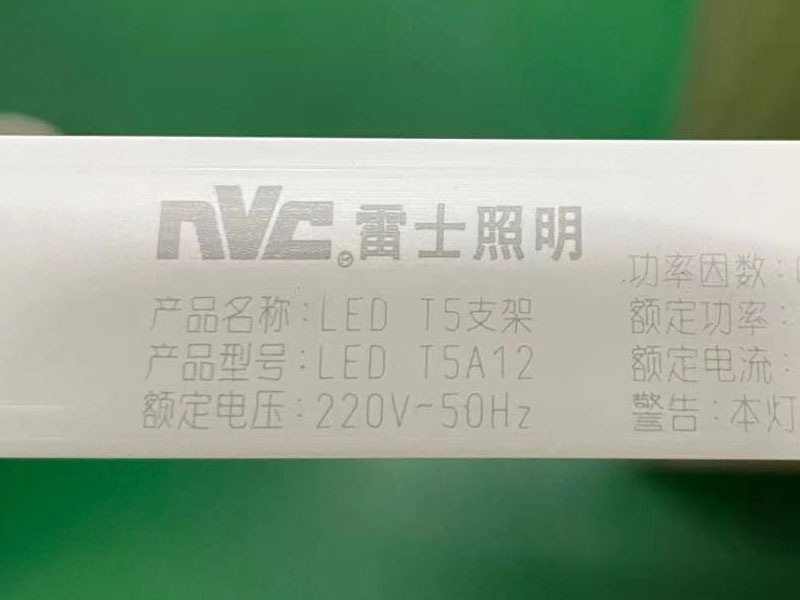 nVC® 雷士照明
产品名称:LED T5支架
产品型号:LED T5A12
额定电压:220V~50Hz
功率因数:
额定功率:
额定电流:
警告:本灯